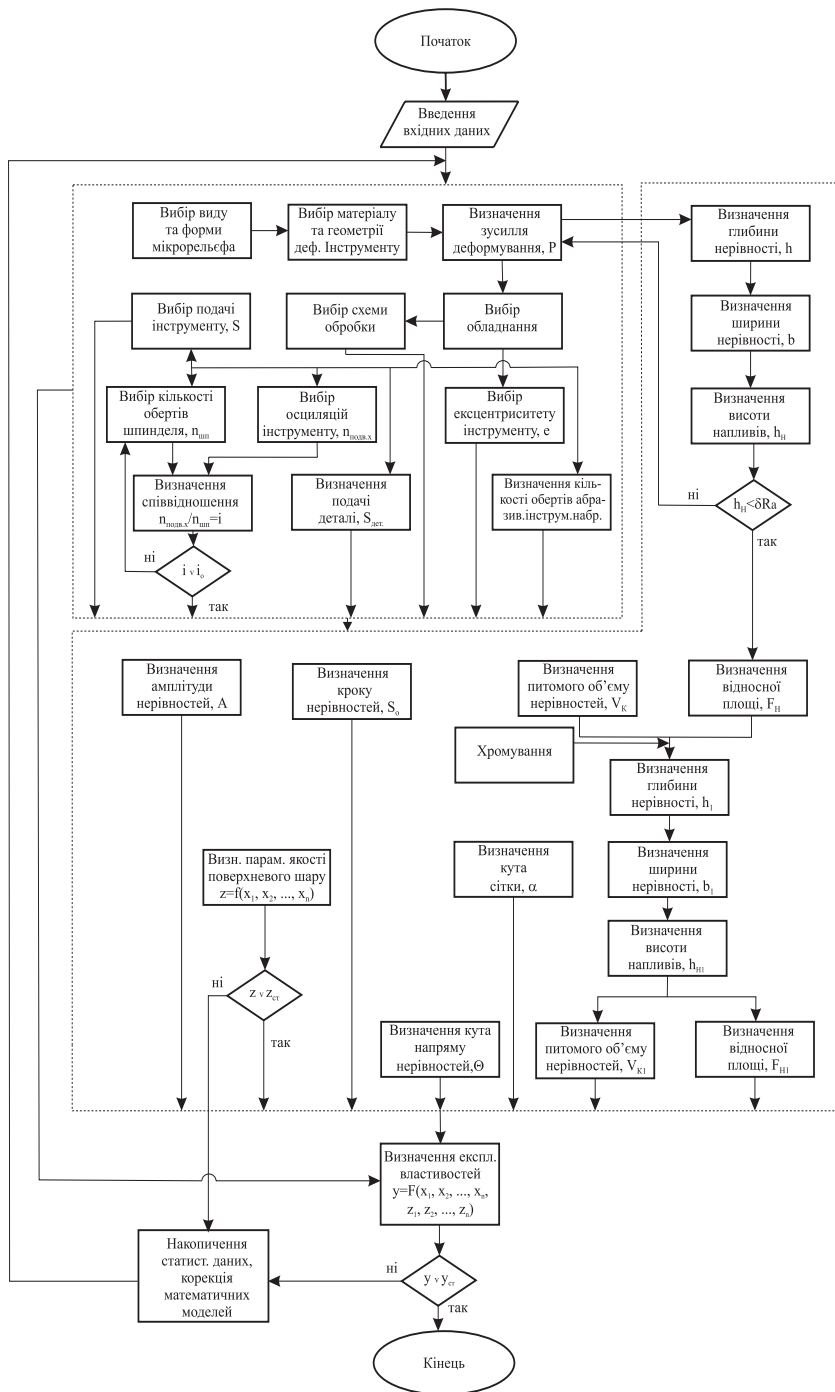 Початок
Введення
вхідних даних
Вибір виду
та форми
мікрорельєфа
Вибір матеріалу
та геометрії
деф. Інструменту
Визначення
зусилля
деформування, P
Визначення
глибини
нерівності, h
Вибір подачі
інструменту, S
Вибір схеми
обробки
Вибір
обладнання
Визначення
ширини
нерівності, b
Вибір кількості
обертів
шпинделя, nшп
Вибір
осциляцій
інструменту, nподв.х
Вибір
ексцентриситету
інструменту, e
Визначення
висоти
напливів, hН
Визначення
співвідношення
nподв.х/nшп=i
Визначення
подачі
деталі, Sдет.
Визначення кіль-
кості обертів абра-
зив.інструм.набр.
ні
hН<δRa
так
ні
i v io
так
Визначення
амплітуди
нерівностей, A
Визначення
кроку
нерівностей, So
Визначення
питомого об’єму
нерівностей, VК
Визначення
відносної
площі, FН
Хромування
Визначення
глибини
нерівності, h1
Визн. парам. якості
поверхневого шару
z=f(x1, x2, ..., xn)
Визначення
кута
сітки, α
Визначення
ширини
нерівності, b1
Визначення
висоти
напливів, hН1
ні
z v zст
так
Визначення кута
напряму
нерівностей,Θ
Визначення
питомого об’єму
нерівностей, VК1
Визначення
відносної
площі, FН1
Визначення експл.
властивостей
y=F(x1, x2, ..., xn,
z1, z2, ..., zn)
Накопичення
статист. даних,
корекція
математичних
моделей
ні
y v yст
так
Кінець